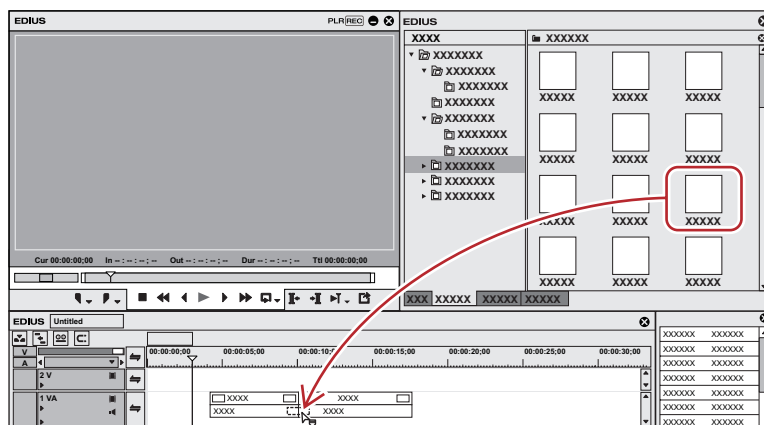 EDIUS PLR REC
EDIUS
XXXX
XXXXXX
XXXXXXX
XXXXXXX
XXXXXXX
XXXXXXX
XXXXXXX
XXXXXXX
XXXXXXX
XXXXXXX
XXXXXXX
XXXXXXX
XXXXX XXXXX XXXXX
XXXXX XXXXX XXXXX
XXXXX XXXXX XXXXX
XXXXX XXXXX XXXXX
Cur 00:00:00;00 In -- : -- : -- ; -- Out -- : -- : -- ; -- Dur -- : -- : -- ; -- Ttl 00:00:00;00
XXX XXXXX XXXXX XXXXX
EDIUS Untitled
V
A
00:00:00;00 00:00:05;00 00:00:10;00 00:00:15;00 00:00:20;00 00:00:25;00 00:00:30;00
2 V
1 VA
XXXX XXXX
XXXX XXXX
XXXXXX XXXXXX
XXXXXX XXXXXX
XXXXXX XXXXXX
XXXXXX XXXXXX
XXXXXX XXXXXX
XXXXXX XXXXXX
XXXXXX XXXXXX